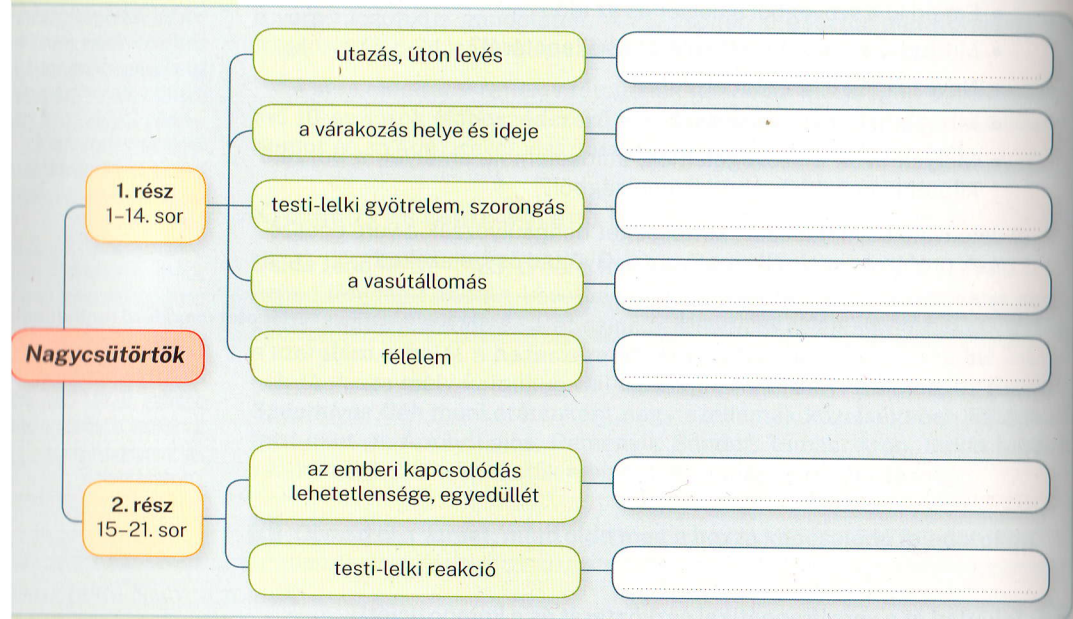 utazás, úton levés
a várakozás helye és ideje
1. rész
1–14. sor
testi-lelki gyötrelem, szorongás
a vasútállomás
Nagycsütörtök
félelem
az emberi kapcsolódás
lehetetlensége, egyedüllét
2. rész
15–21. sor
testi-lelki reakció